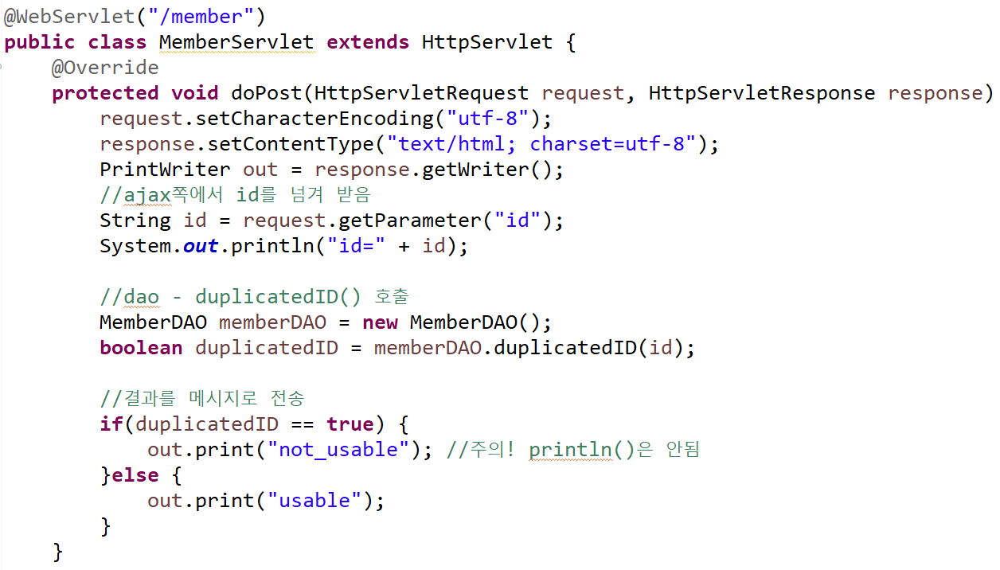 @WebServlet("/member")
public class MemberServlet extends HttpServlet {
    @Override
    protected void doPost(HttpServletRequest request, HttpServletResponse response)
        request.setCharacterEncoding("utf-8");
        response.setContentType("text/html; charset=utf-8");
        PrintWriter out = response.getWriter();
        //ajax쪽에서 id를 넘겨 받음
        String id = request.getParameter("id");
        System.out.println("id=" + id);

        //dao - duplicatedID() 호출
        MemberDAO memberDAO = new MemberDAO();
        boolean duplicatedID = memberDAO.duplicatedID(id);

        //결과를 메시지로 전송
        if(duplicatedID == true) {
            out.print("not_usable"); //주의! println()은 안됨
        }else {
            out.print("usable");
        }
    }